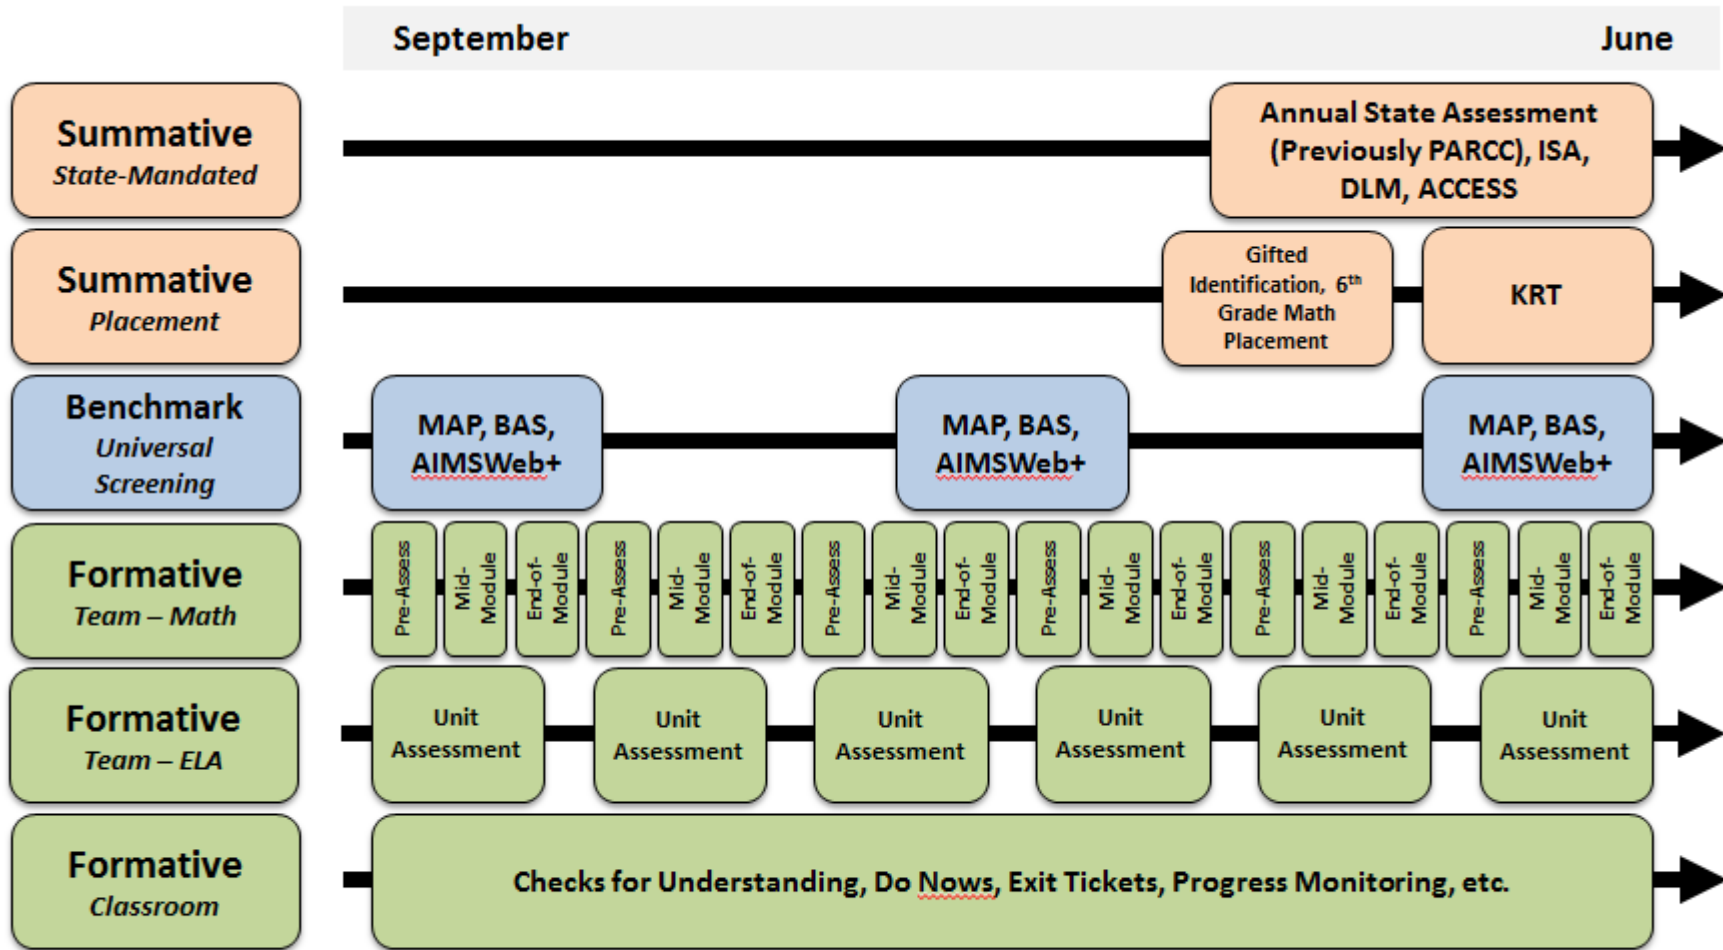 September
June
Summative
State-Mandated
Annual State Assessment
(Previously PARCC), ISA,
DLM, ACCESS
Summative
Placement
Gifted
Identification, 6th
Grade Math
Placement
KRT
Benchmark
Universal
Screening
MAP, BAS,
AIMSWeb+
MAP, BAS,
AIMSWeb+
MAP, BAS,
AIMSWeb+
Formative
Team – Math
Pre-Assess
Mid-
Module
End-of-
Module
Pre-Assess
Mid-
Module
End-of-
Module
Pre-Assess
Mid-
Module
End-of-
Module
Pre-Assess
Mid-
Module
End-of-
Module
Pre-Assess
Mid-
Module
End-of-
Module
Pre-Assess
Mid-
Module
End-of-
Module
Formative
Team – ELA
Unit
Assessment
Unit
Assessment
Unit
Assessment
Unit
Assessment
Unit
Assessment
Unit
Assessment
Formative
Classroom
Checks for Understanding, Do Nows, Exit Tickets, Progress Monitoring, etc.